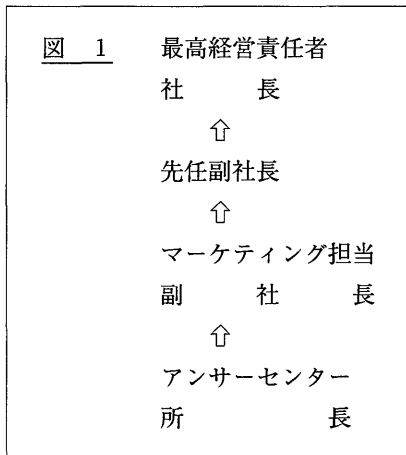 図 1 最高経営責任者
社 長
⇧
先任副社長
⇧
マーケティング担当
副 社 長
⇧
アンサーセンター
所 長